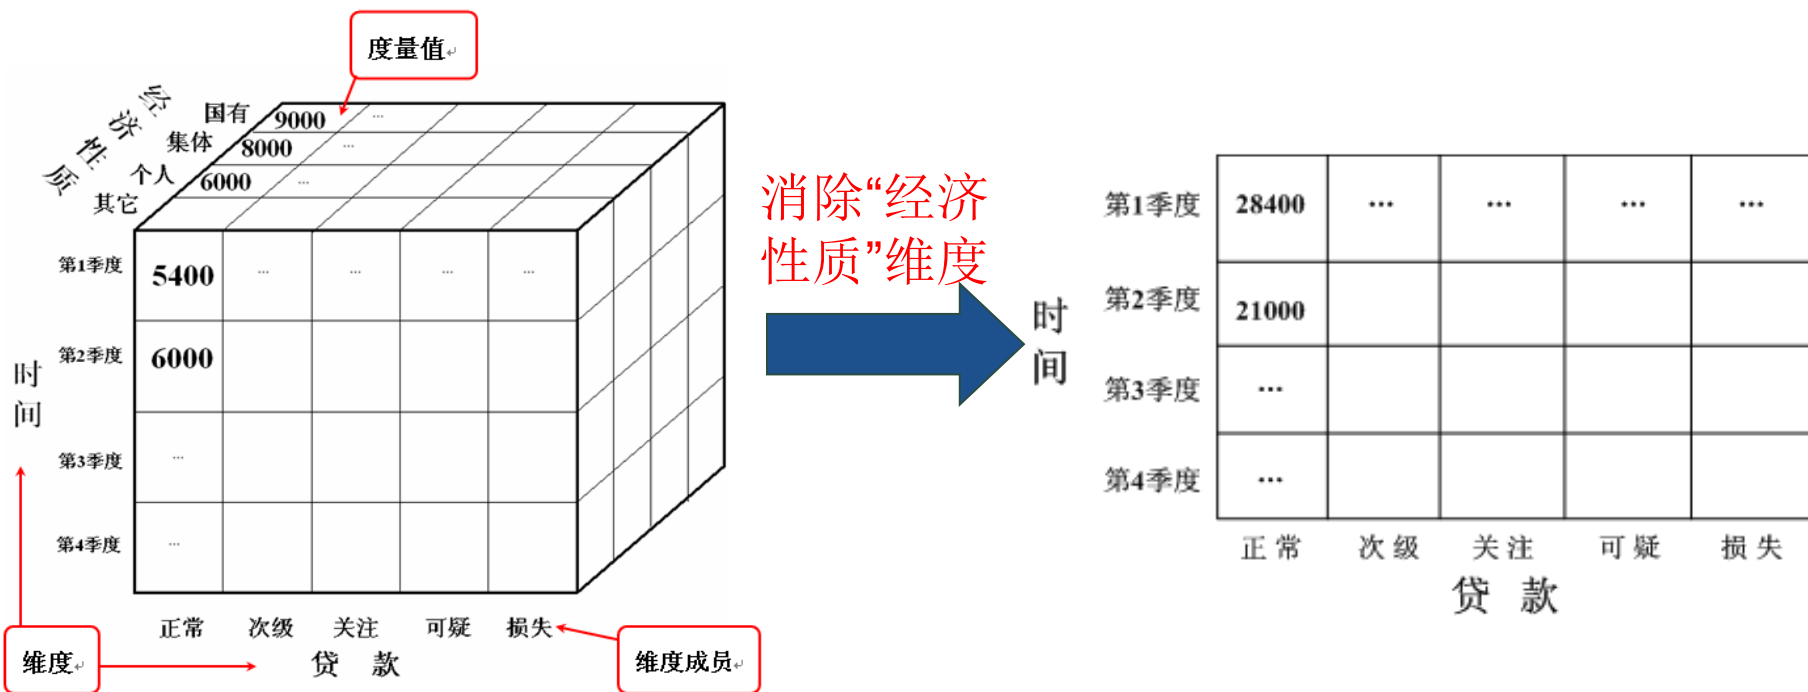 度量值
经济性质
国有 9000 ...
集体 8000 ...
个人 6000 ...
其它
第1季度 5400 ... ... ... ...
第2季度 6000
第3季度 ...
第4季度 ...
时间
正常 次级 关注 可疑 损失
贷 款
维度
维度成员
消除“经济
性质”维度
时间
第1季度 28400 ... ... ... ...
第2季度 21000
第3季度 ...
第4季度 ...
正常 次级 关注 可疑 损失
贷 款